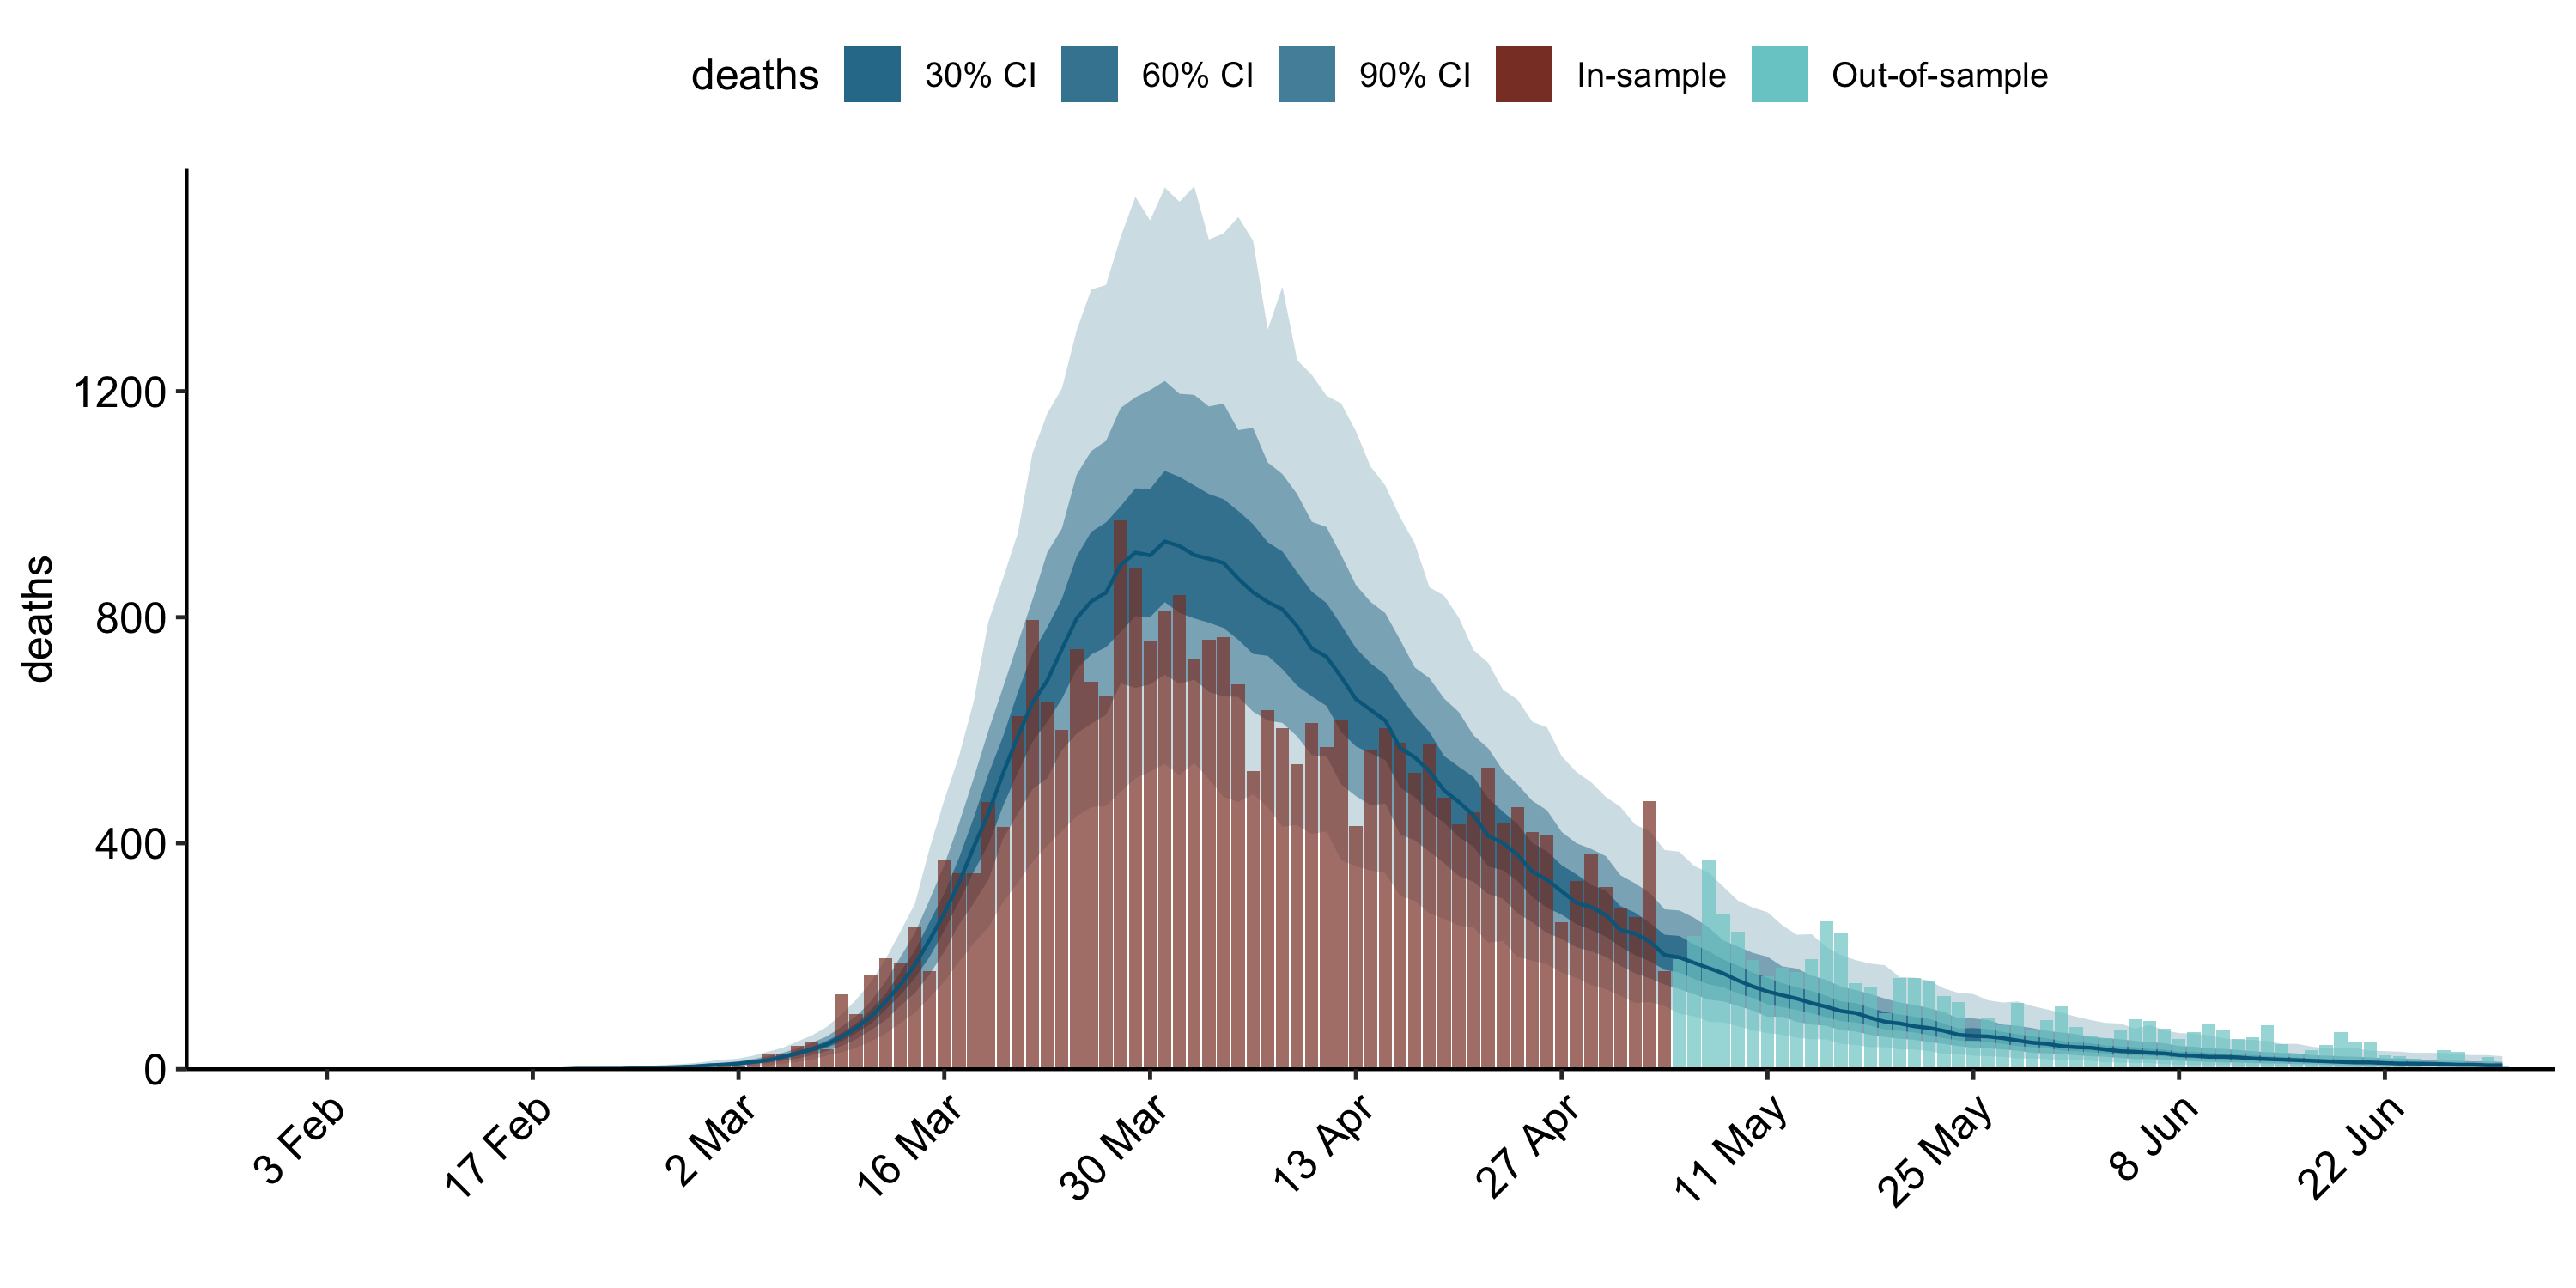 deaths 30% CI 60% CI 90% CI In-sample Out-of-sample
deaths
1200
800
400
0
3 Feb
17 Feb
2 Mar
16 Mar
30 Mar
13 Apr
27 Apr
11 May
25 May
8 Jun
22 Jun